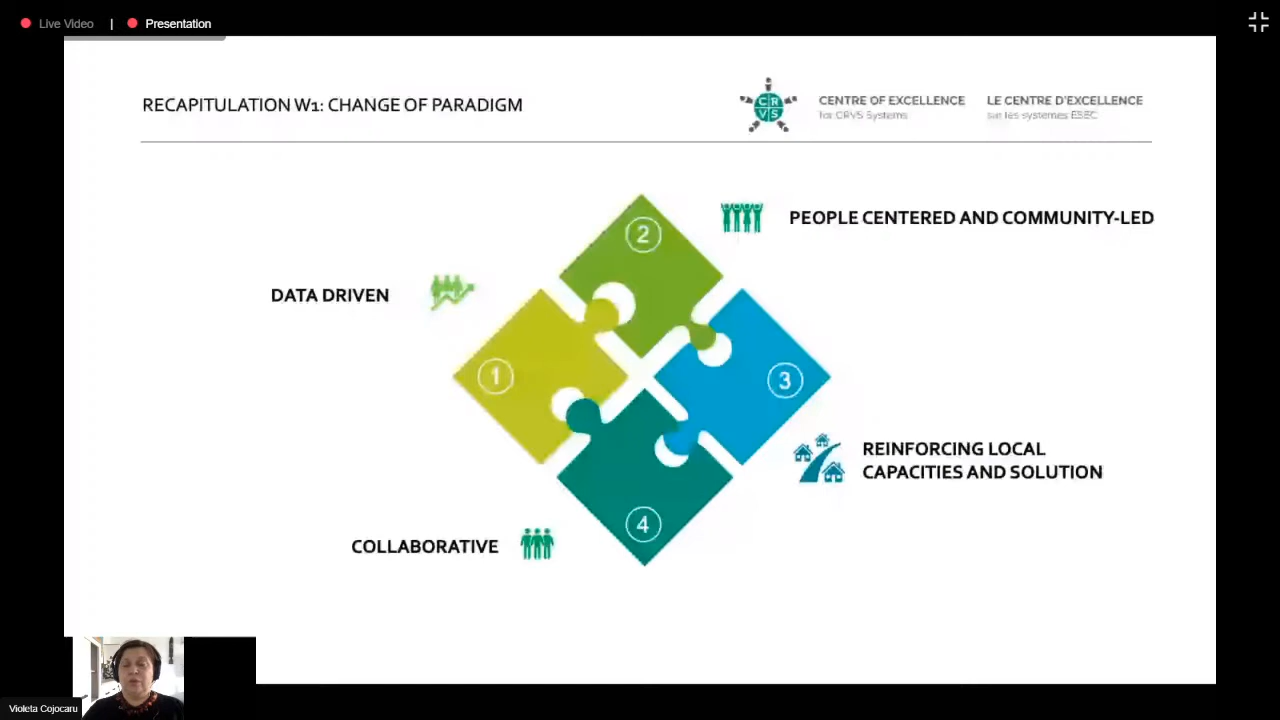 Live Video | Presentation
RECAPITULATION W1: CHANGE OF PARADIGM
C R
V S
CENTRE OF EXCELLENCE
for CRVS Systems
LE CENTRE D'EXCELLENCE
sur les systèmes ESEC
2
PEOPLE CENTERED AND COMMUNITY-LED
DATA DRIVEN
1
3
REINFORCING LOCAL
CAPACITIES AND SOLUTION
4
COLLABORATIVE
Violeta Cojocaru